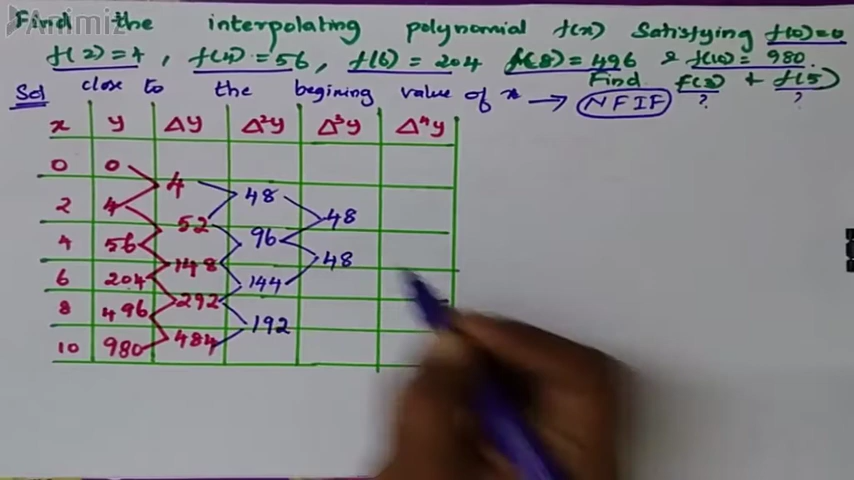 Animiz
Find the interpolating polynomial f(x) Satisfying f(0)=0
f(2)=4, f(4)=56, f(6)=204 f(8)=496 & f(10)=980.
Find f(3) & f(5)
? ?
Sol close to the begining value of x → NFIF
x y Δy Δ²y Δ³y Δ⁴y
0 0
4
48
2 4 48
52
4 56 96 48
148
6 204 144
292
8 496 192
484
10 980